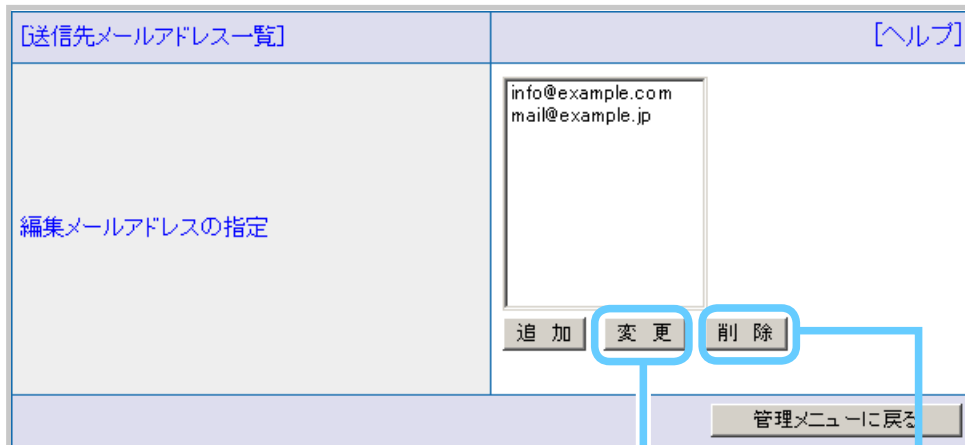 [送信先メールアドレス一覧]
[ヘルプ]
編集メールアドレスの指定
info@example.com
mail@example.jp
追 加
変 更
削 除
管理メニューに戻る